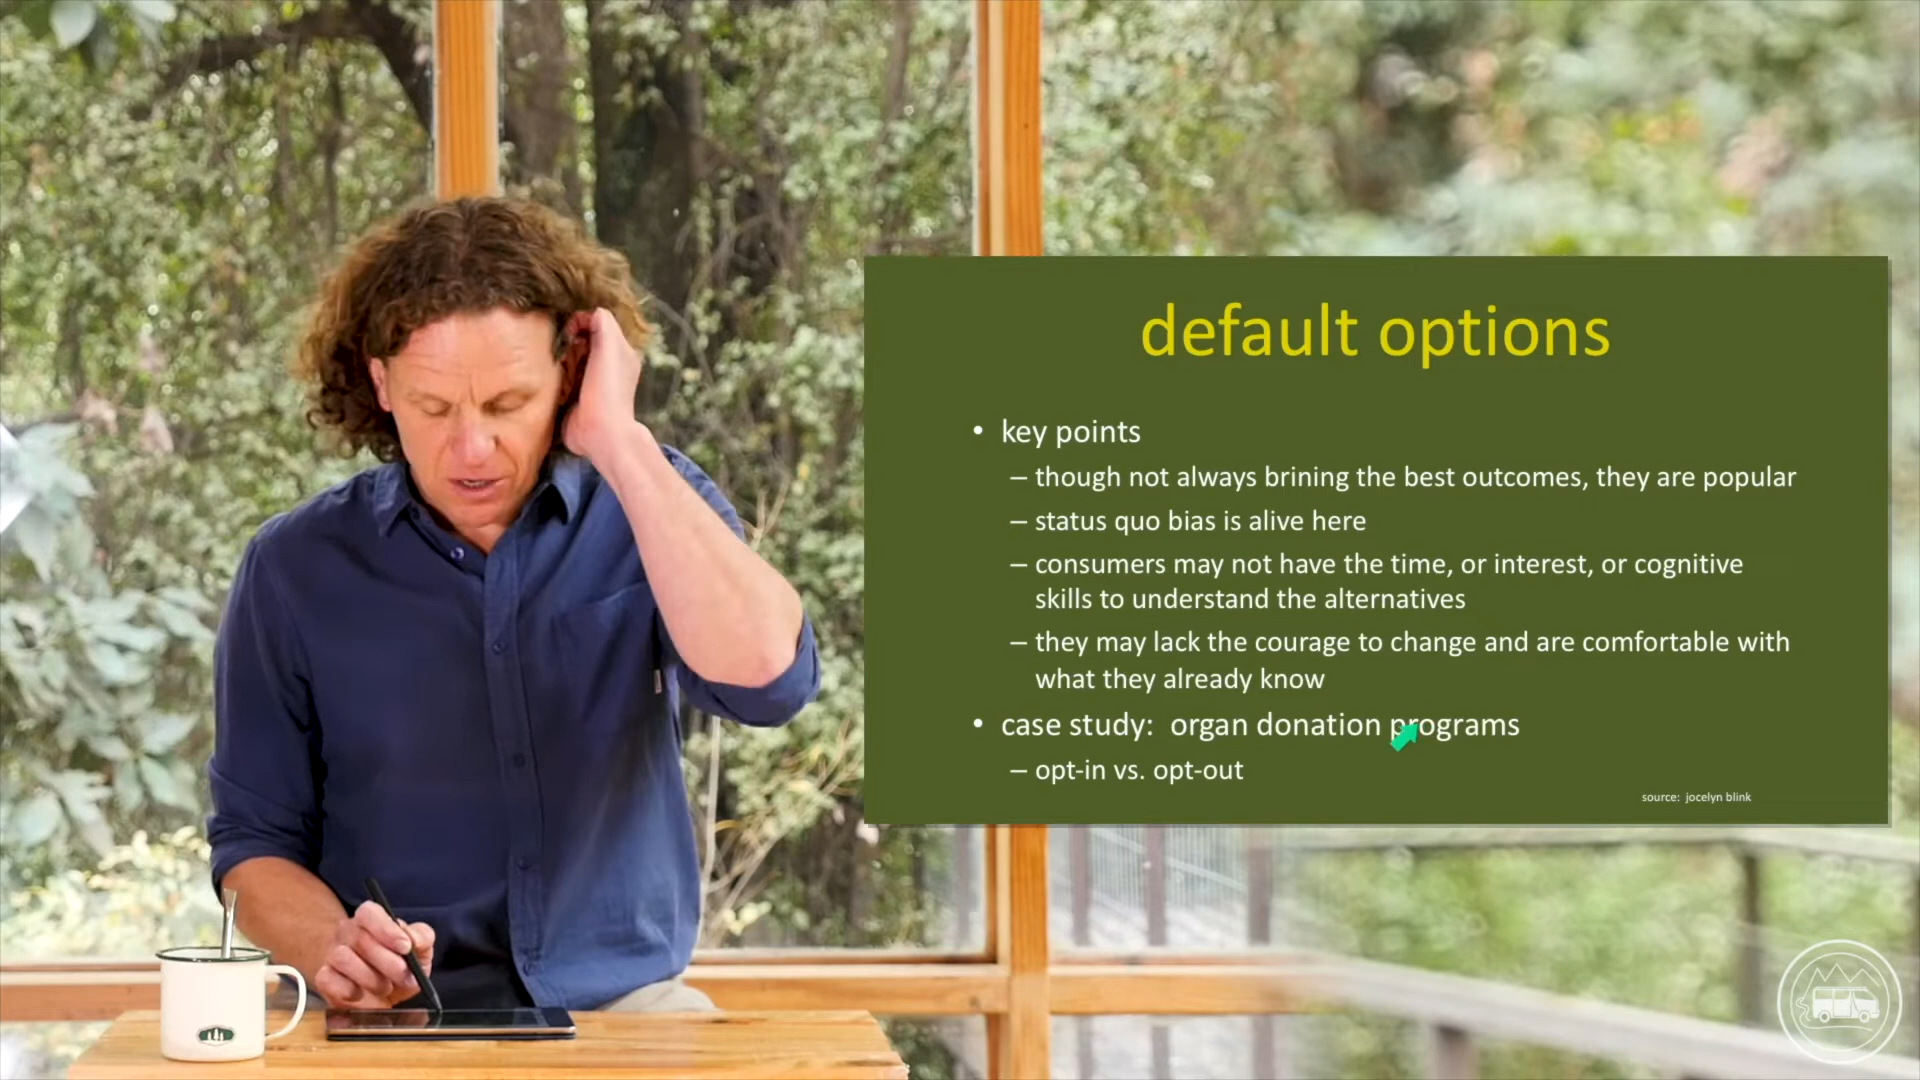 default options
• key points
– though not always brining the best outcomes, they are popular
– status quo bias is alive here
– consumers may not have the time, or interest, or cognitive
skills to understand the alternatives
– they may lack the courage to change and are comfortable with
what they already know
• case study: organ donation programs
– opt-in vs. opt-out
source: jocelyn blink